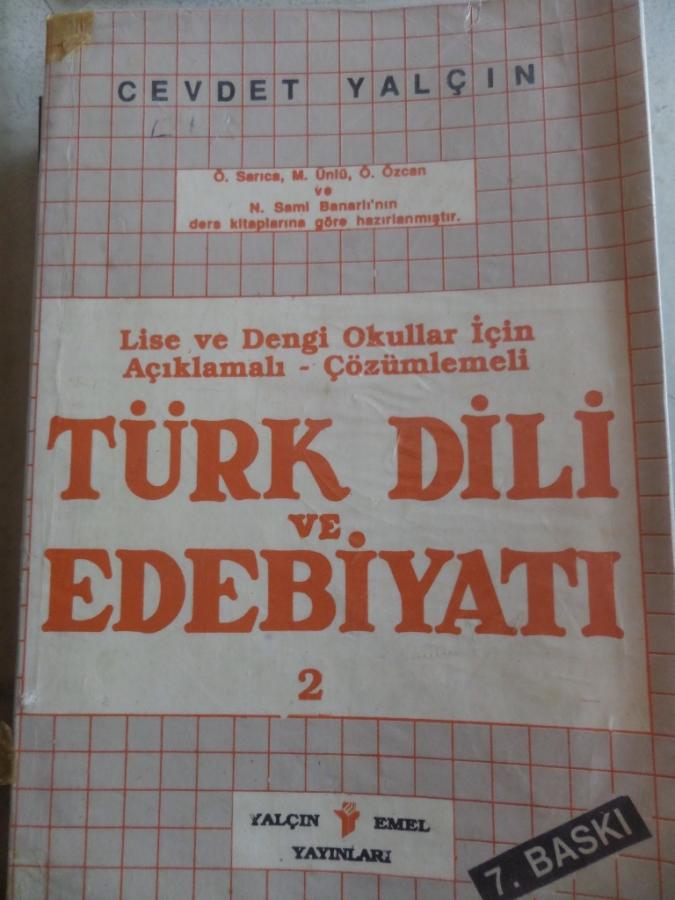 CEVDET YALÇIN
Ö. Sarıca, M. Ünlü, Ö. Özcan
ve
N. Sami Banarlı'nın
ders kitaplarına göre hazırlanmıştır.
Lise ve Dengi Okullar İçin
Açıklamalı - Çözümlemeli
TÜRK DİLİ
VE
EDEBİYATI
2
YALÇIN EMEL
YAYINLARI
7. BASKI